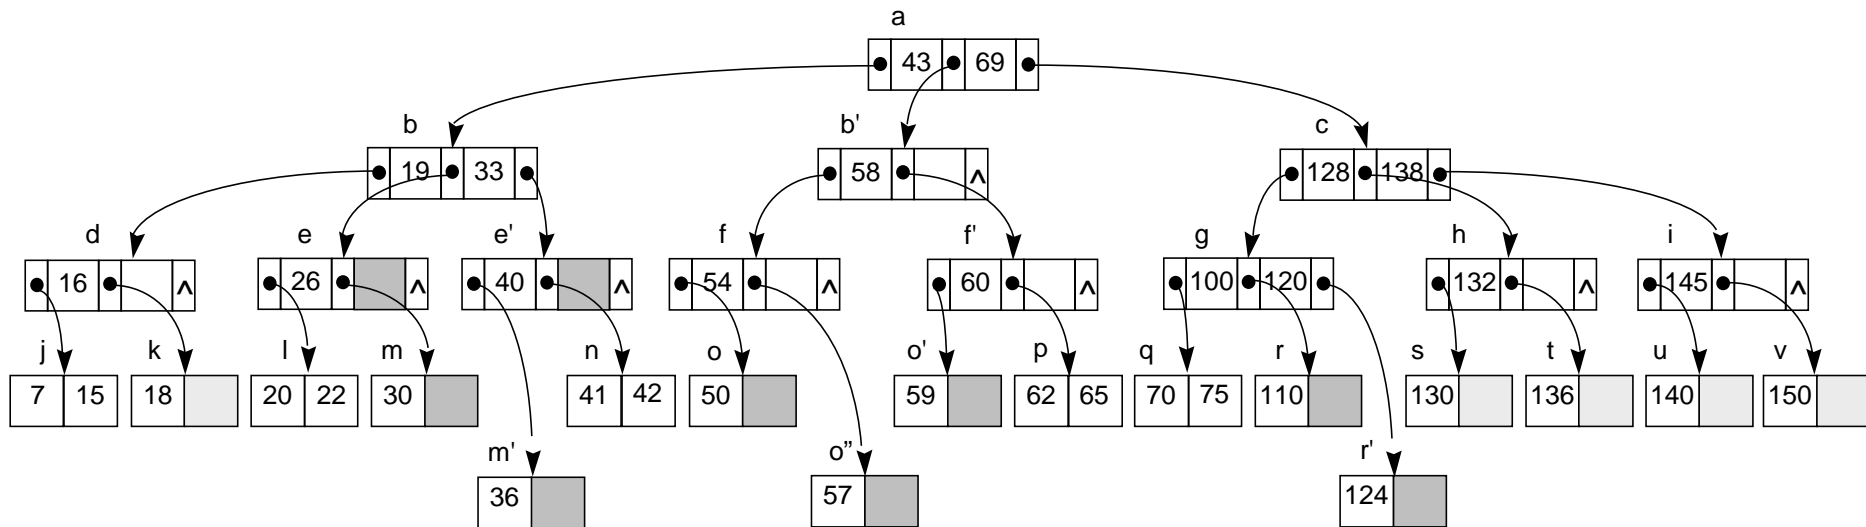 a
43 69
b b' c
19 33 58 ^ 128 138
d e e' f f' g h i
16 ^ 26 ^ 40 ^ 54 ^ 60 ^ 100 120 132 ^ 145 ^
j k l m n o o' p q r s t u v
7 15 18 20 22 30 41 42 50 59 62 65 70 75 110 130 136 140 150
m' o” r'
36 57 124